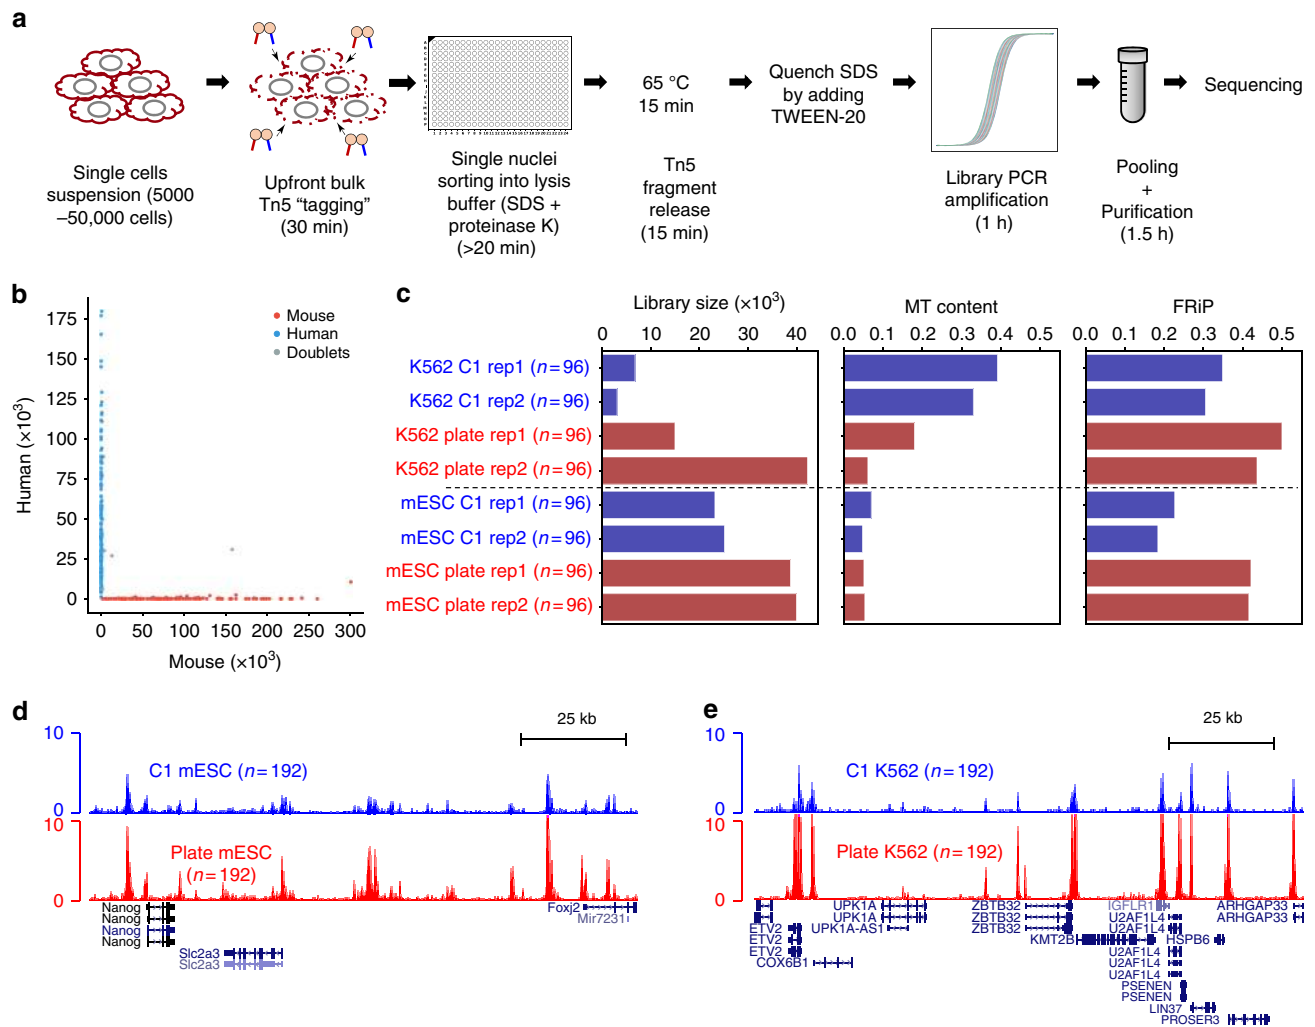 a
Single cells
suspension (5000
–50,000 cells)
Upfront bulk
Tn5 “tagging”
(30 min)
Single nuclei
sorting into lysis
buffer (SDS +
proteinase K)
(>20 min)
65 °C
15 min
Tn5
fragment
release
(15 min)
Quench SDS
by adding
TWEEN-20
Library PCR
amplification
(1 h)
Pooling
+
Purification
(1.5 h)
Sequencing
b
Human (×10³)
175
150
125
100
75
50
25
0
0 50 100 150 200 250 300
Mouse (×10³)
Mouse
Human
Doublets
c
Library size (×10³)
0 10 20 30 40
MT content
0.0 0.1 0.2 0.3 0.4 0.5
FRiP
0.0 0.1 0.2 0.3 0.4 0.5
K562 C1 rep1 (n=96)
K562 C1 rep2 (n=96)
K562 plate rep1 (n=96)
K562 plate rep2 (n=96)
mESC C1 rep1 (n=96)
mESC C1 rep2 (n=96)
mESC plate rep1 (n=96)
mESC plate rep2 (n=96)
d
25 kb
10
0
C1 mESC (n=192)
10
0
Plate mESC
(n=192)
Nanog
Nanog
Nanog
Nanog
Slc2a3
Slc2a3
Foxj2
Mir7231
e
25 kb
10
0
C1 K562 (n=192)
10
0
Plate K562 (n=192)
UPK1A ZBTB32 IGFLR1 ARHGAP33
UPK1A ZBTB32 U2AF1L4 ARHGAP33
ETV2 UPK1A-AS1 ZBTB32 U2AF1L4
ETV2 KMT2B HSPB6
ETV2 U2AF1L4
COX6B1 U2AF1L4
U2AF1L4
PSENEN
PSENEN
LIN37
PROSER3